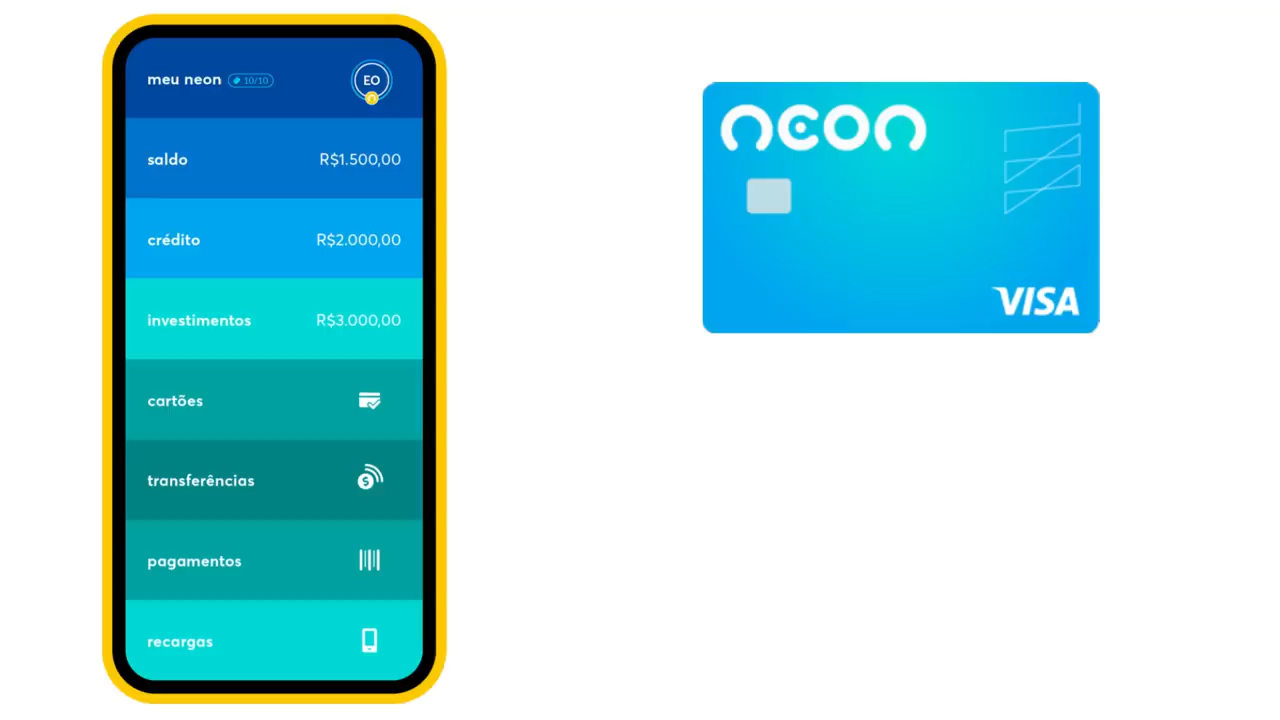 meu neon 10/10 EO
saldo R$1.500,00
crédito R$2.000,00
investimentos R$3.000,00
cartões
transferências
$
pagamentos
recargas
neon
VISA